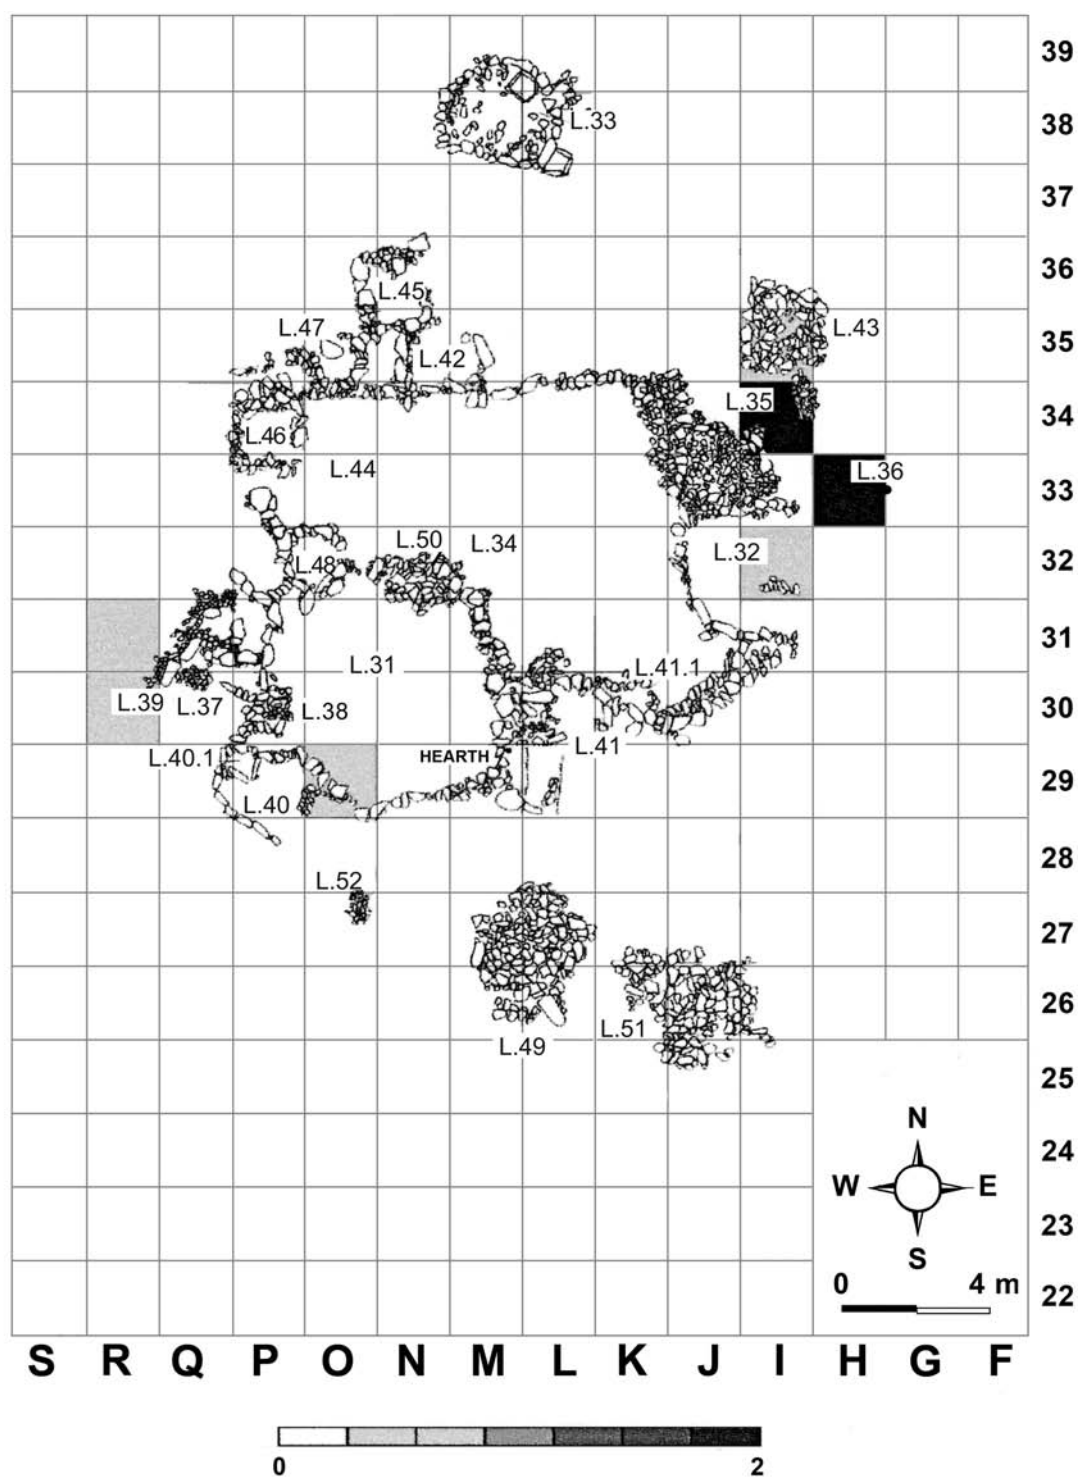 39
L.33
38
37
36
L.45
L.47
L.43
35
L.42
L.35
34
L.46
L.44
L.36
33
L.50
L.34
L.32
32
L.48
31
L.31
L.41.1
L.39
L.37
L.38
30
L.41
L.40.1
HEARTH
29
L.40
28
L.52
27
26
L.51
L.49
25
N
24
W
E
23
S
0
4 m
22
S R Q P O N M L K J I H G F
0
2